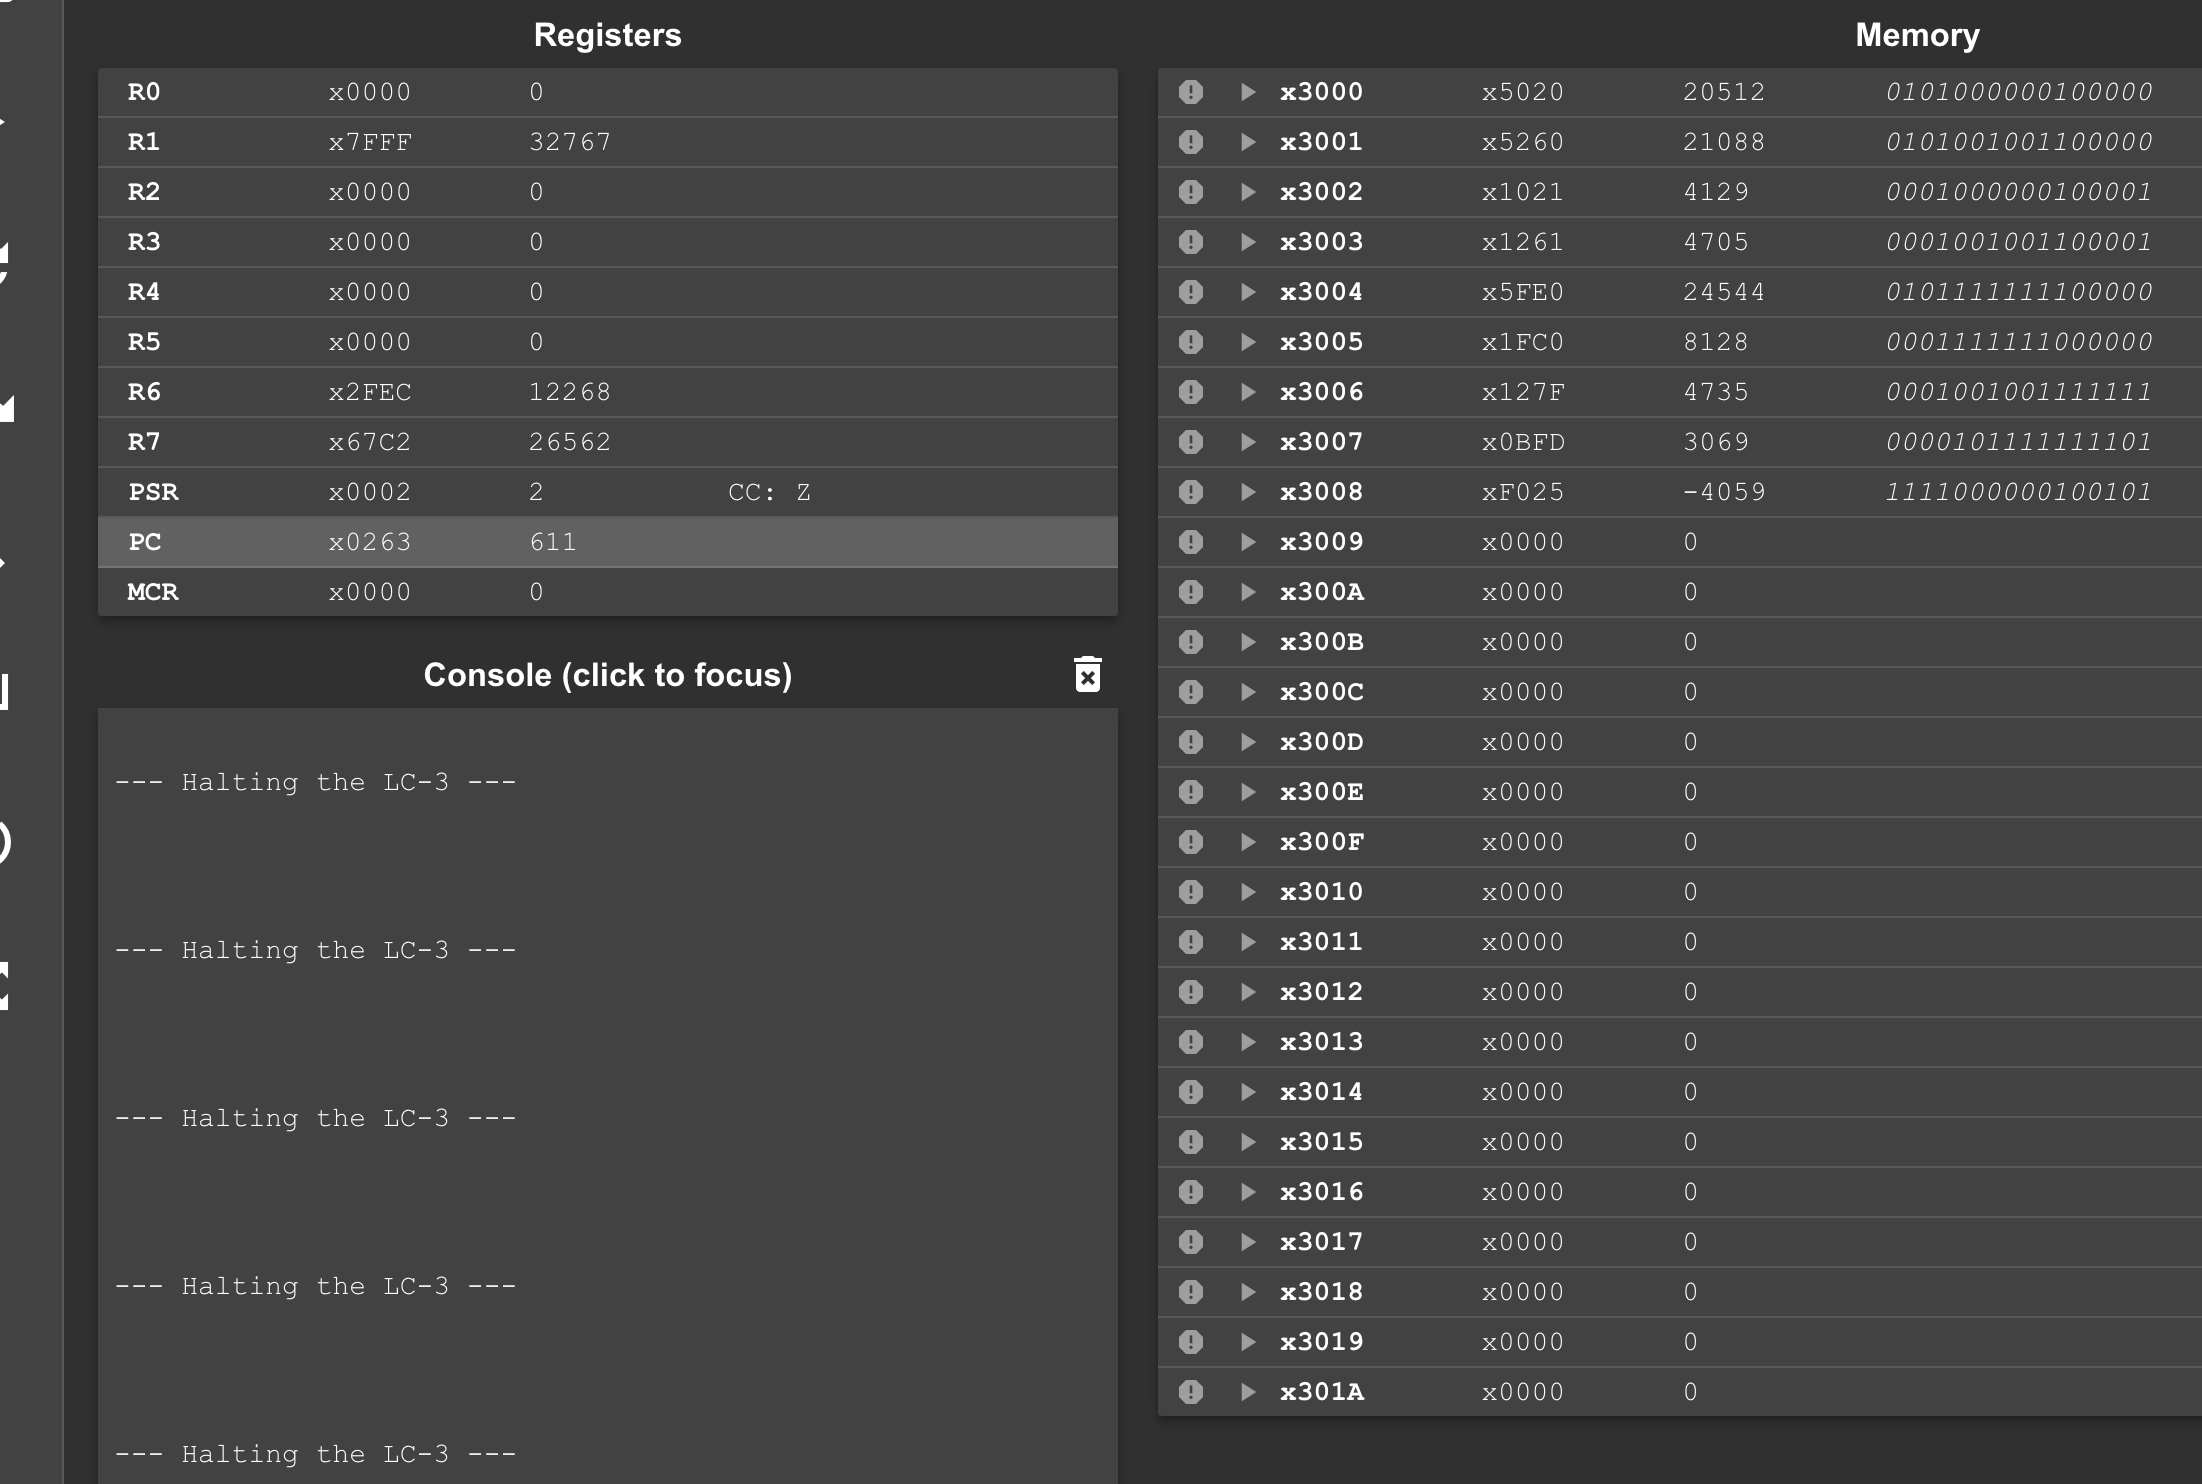 Registers
R0 x0000 0
R1 x7FFF 32767
R2 x0000 0
R3 x0000 0
R4 x0000 0
R5 x0000 0
R6 x2FEC 12268
R7 x67C2 26562
PSR x0002 2 CC: Z
PC x0263 611
MCR x0000 0
Console (click to focus)
--- Halting the LC-3 ---
--- Halting the LC-3 ---
--- Halting the LC-3 ---
--- Halting the LC-3 ---
--- Halting the LC-3 ---
Memory
x3000 x5020 20512 0101000000100000
x3001 x5260 21088 0101001001100000
x3002 x1021 4129 0001000000100001
x3003 x1261 4705 0001001001100001
x3004 x5FE0 24544 0101111111100000
x3005 x1FC0 8128 0001111111000000
x3006 x127F 4735 0001001001111111
x3007 x0BFD 3069 0000101111111101
x3008 xF025 -4059 1111000000100101
x3009 x0000 0
x300A x0000 0
x300B x0000 0
x300C x0000 0
x300D x0000 0
x300E x0000 0
x300F x0000 0
x3010 x0000 0
x3011 x0000 0
x3012 x0000 0
x3013 x0000 0
x3014 x0000 0
x3015 x0000 0
x3016 x0000 0
x3017 x0000 0
x3018 x0000 0
x3019 x0000 0
x301A x0000 0